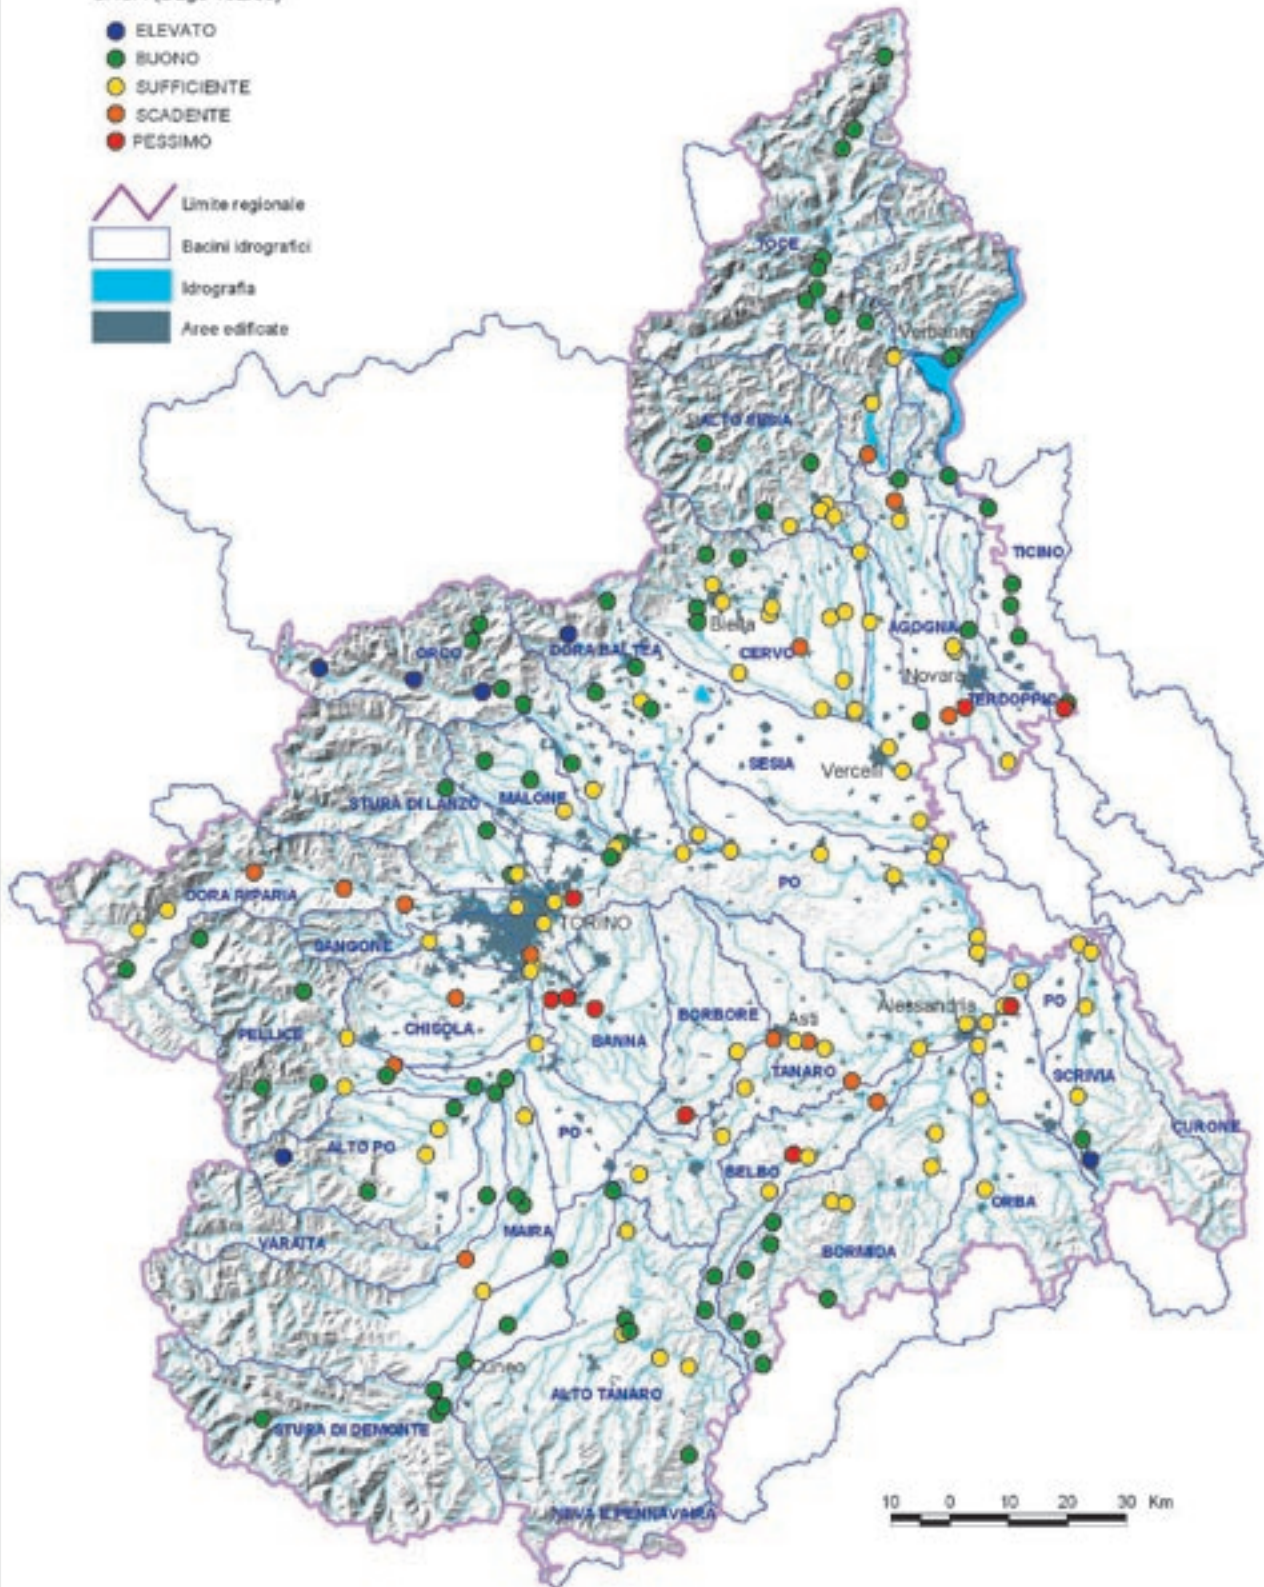 ELEVATO
BUONO
SUFFICIENTE
SCADENTE
PESSIMO
Limite regionale
Bacini idrografici
Idrografia
Aree edificate
TOCE
Verbania
ALTO SESIA
TICINO
Biella
AGOGNA
ORCO
DORA BALTEA
CERVO
Novara
TERDOPPIO
SESIA
Vercelli
STURA DI LANZO
MALONE
PO
DORA RIPARIA
TORINO
SANGONE
Alessandria
PO
BORBORE
Asti
CHISOLA
PELLICE
BANNA
TANARO
SCRIVIA
CURONE
ALTO PO
PO
BELBO
ORBA
MAIRA
VARAITA
BORMIDA
Cuneo
ALTO TANARO
STURA DI DEMONTE
NEVA E PENNAVAIRA
10 0 10 20 30 Km